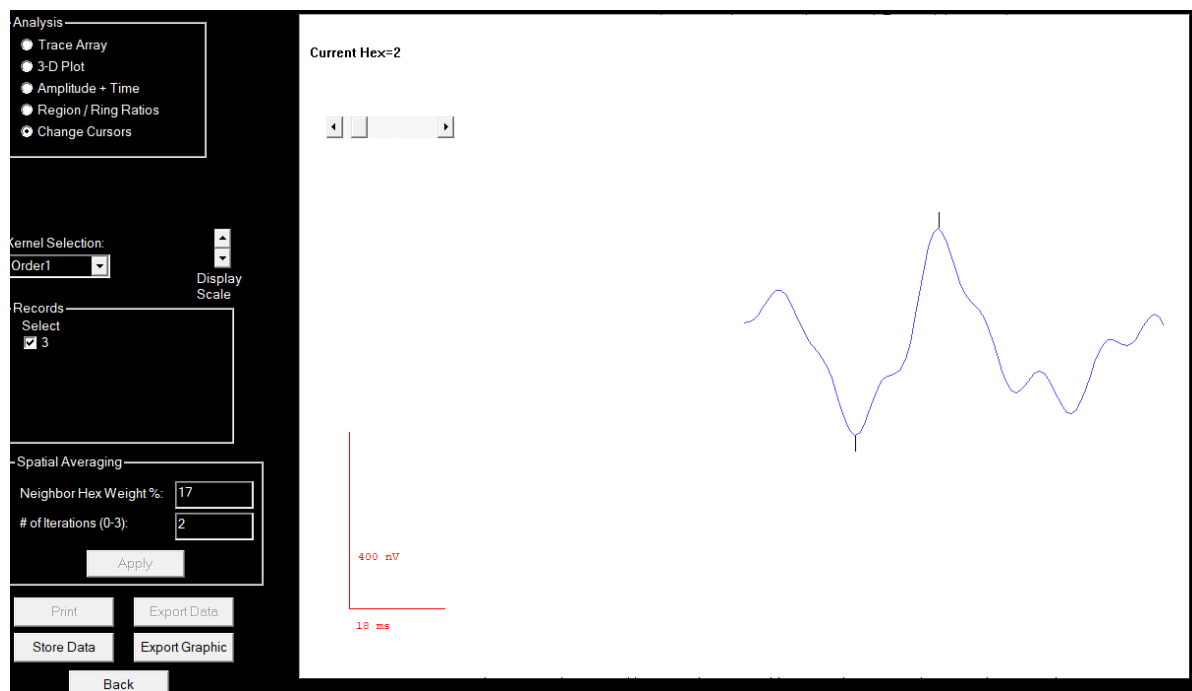 Analysis
Trace Array
3-D Plot
Amplitude + Time
Region / Ring Ratios
Change Cursors
Kernel Selection:
Order1
Display
Scale
Records
Select
3
Spatial Averaging
Neighbor Hex Weight %:
17
# of Iterations (0-3):
2
Apply
Print
Export Data
Store Data
Export Graphic
Back
Current Hex=2
400 nV
18 ms